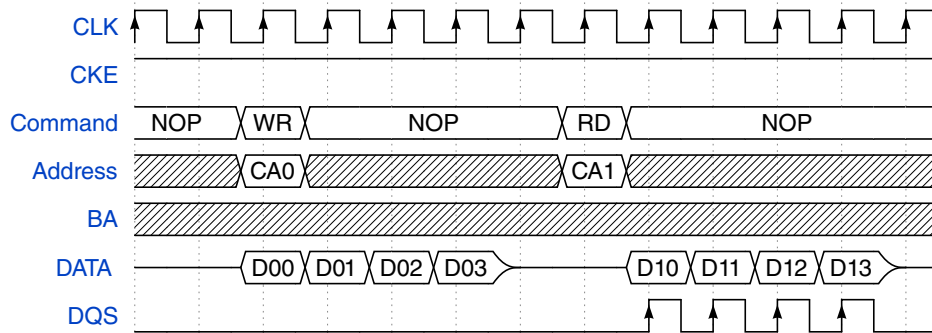 CLK
CKE
Command NOP WR NOP RD NOP
Address CA0 CA1
BA
DATA D00 D01 D02 D03 D10 D11 D12 D13
DQS